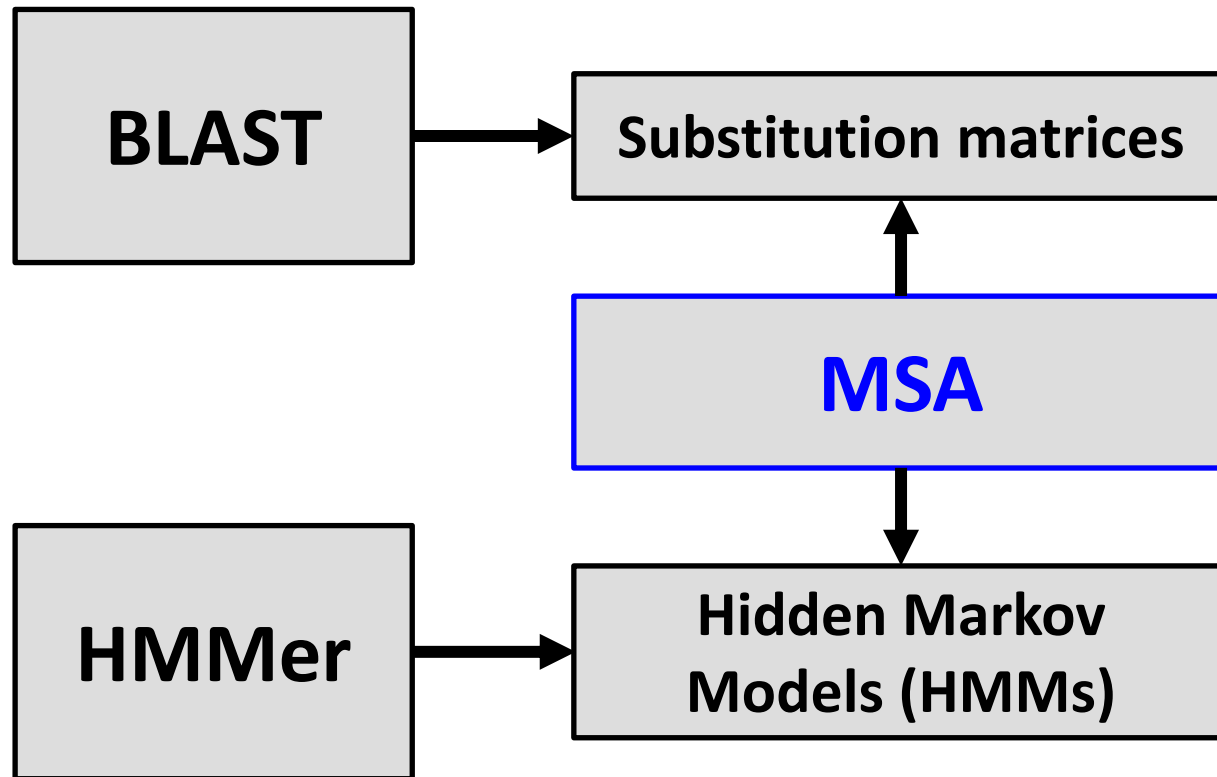 BLAST
Substitution matrices
MSA
HMMer
Hidden Markov
Models (HMMs)